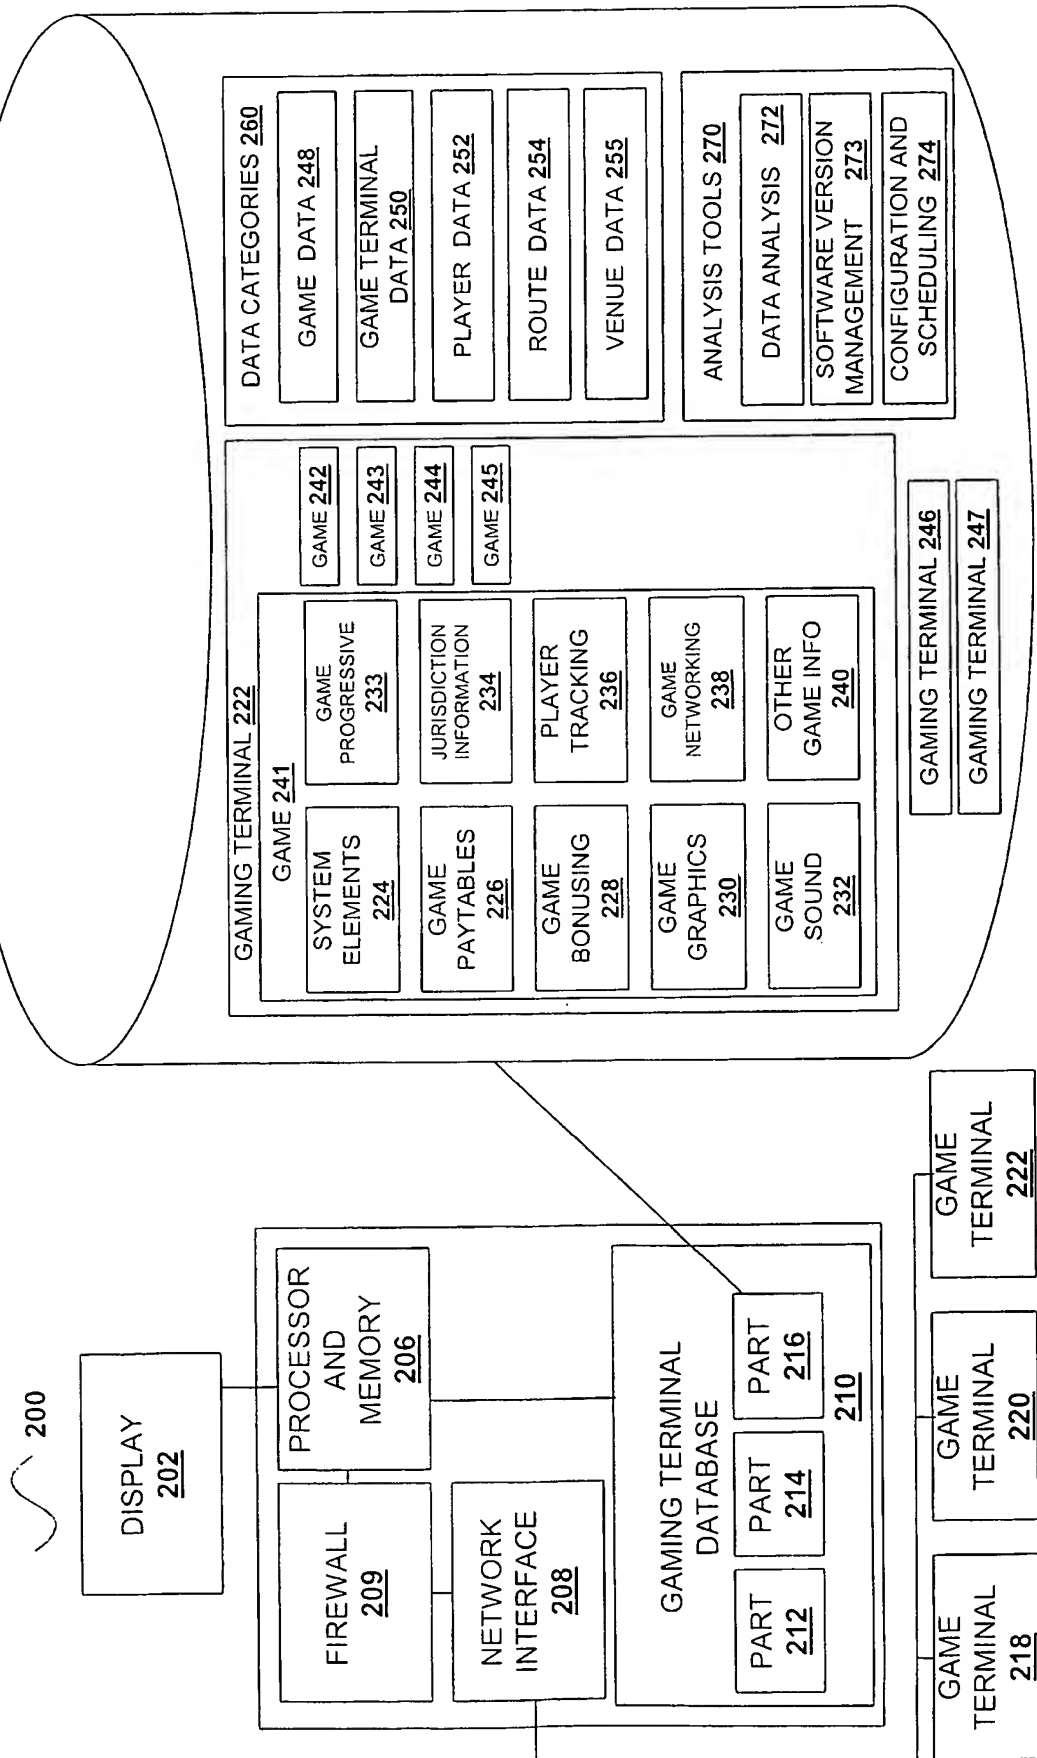 200
DISPLAY
202
PROCESSOR
AND
MEMORY
206
FIREWALL
209
NETWORK
INTERFACE
208
GAMING TERMINAL
DATABASE
PART
212
PART
214
PART
216
210
GAME
TERMINAL
218
GAME
TERMINAL
220
GAME
TERMINAL
222
GAMING TERMINAL 222
GAME 241
SYSTEM
ELEMENTS
224
GAME
PROGRESSIVE
233
GAME
PAYTABLES
226
JURISDICTION
INFORMATION
234
GAME
BONUSING
228
PLAYER
TRACKING
236
GAME
GRAPHICS
230
GAME
NETWORKING
238
GAME
SOUND
232
OTHER
GAME INFO
240
GAME 242
GAME 243
GAME 244
GAME 245
GAMING TERMINAL 246
GAMING TERMINAL 247
DATA CATEGORIES 260
GAME DATA 248
GAME TERMINAL
DATA 250
PLAYER DATA 252
ROUTE DATA 254
VENUE DATA 255
ANALYSIS TOOLS 270
DATA ANALYSIS 272
SOFTWARE VERSION
MANAGEMENT 273
CONFIGURATION AND
SCHEDULING 274